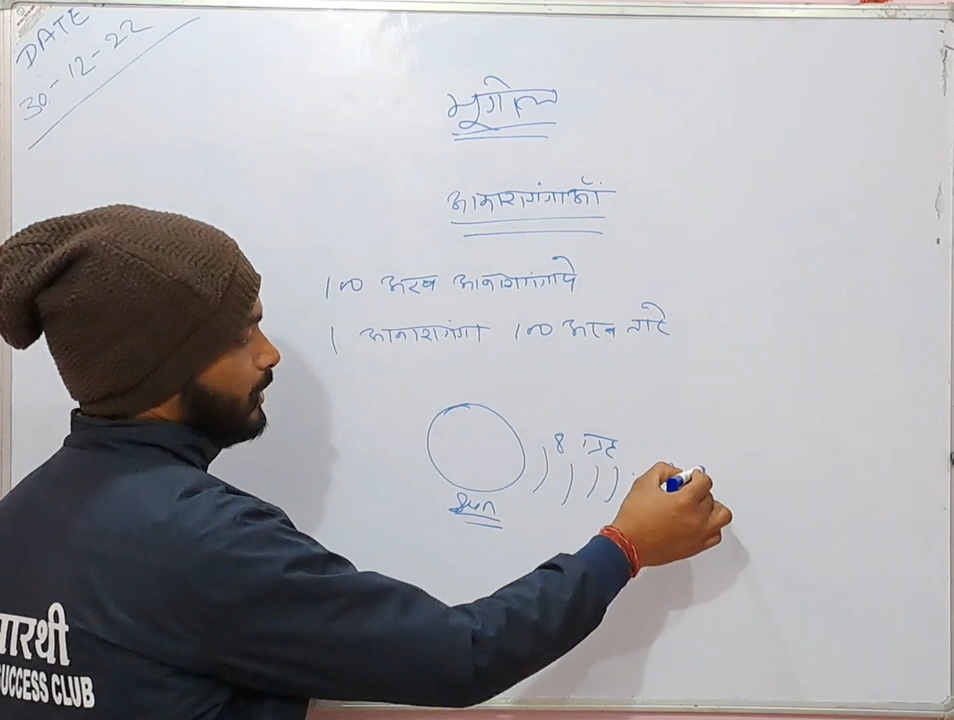 DATE
30-12-22
भूगोल
आकाशगंगाओं
100 अरब आकाशगंगाये
1 आकाशगंगा 100 अरब तारे
8 ग्रह
Sun
ारथी
SUCCESS CLUB